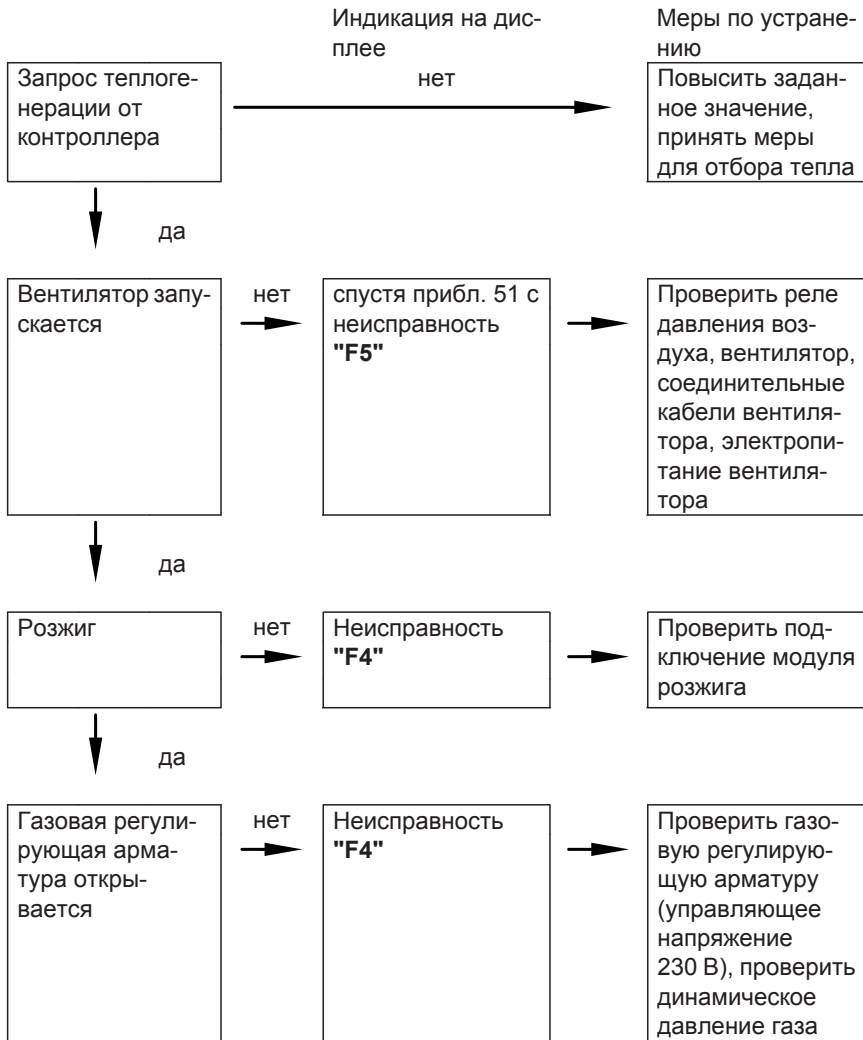 Индикация на дис-
плее
Меры по устране-
нию
Запрос теплоге-
нерации от
контроллера
нет
Повысить задан-
ное значение,
принять меры
для отбора тепла
да
Вентилятор запу-
скается
нет
спустя прибл. 51 с
неисправность
"F5"
Проверить реле
давления воз-
духа, вентилятор,
соединительные
кабели вентиля-
тора, электропи-
тание вентиля-
тора
да
Розжиг
нет
Неисправность
"F4"
Проверить под-
ключение модуля
розжига
да
Газовая регули-
рующая арма-
тура откры-
вается
нет
Неисправность
"F4"
Проверить газо-
вую регулирую-
щую арматуру
(управляющее
напряжение
230 В), проверить
динамическое
давление газа